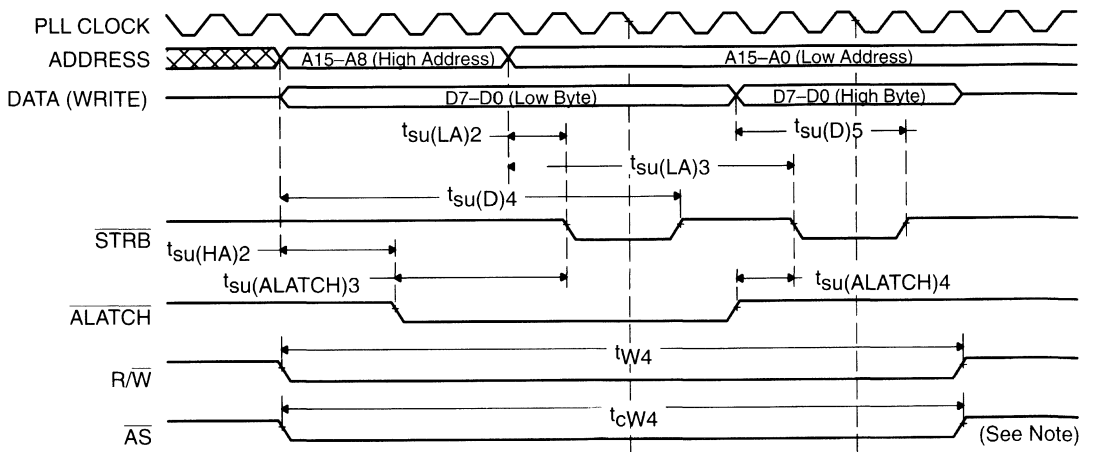 PLL CLOCK
ADDRESS
A15–A8 (High Address)
A15–A0 (Low Address)
DATA (WRITE)
D7–D0 (Low Byte)
D7–D0 (High Byte)
tsu(LA)2
tsu(D)5
tsu(LA)3
tsu(D)4
STRB
tsu(HA)2
tsu(ALATCH)3
tsu(ALATCH)4
ALATCH
tW4
R/W
tcW4
AS
(See Note)